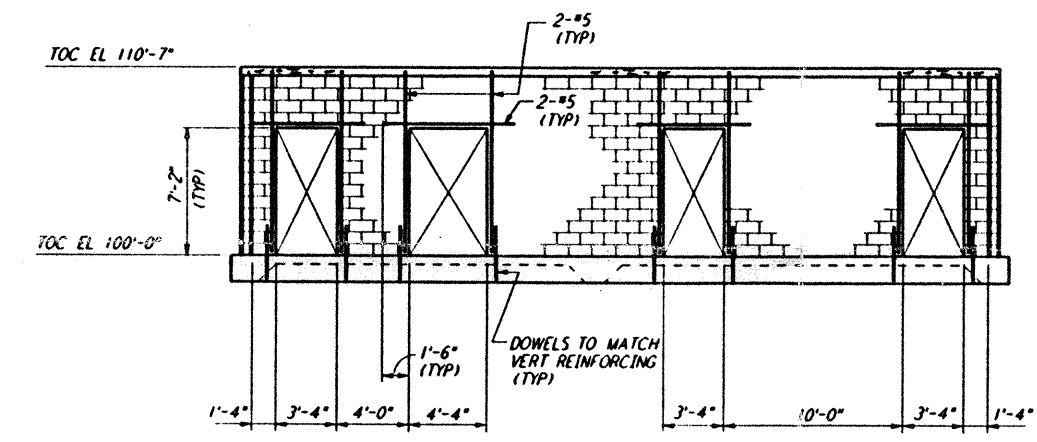 2-#5
(TYP)
TOC EL 110'-7"
2-#5
(TYP)
7'-2"
(TYP)
TOC EL 100'-0"
DOWELS TO MATCH
VERT REINFORCING
(TYP)
1'-6"
(TYP)
1'-4" 3'-4" 4'-0" 4'-4" 3'-4" 10'-0" 3'-4" 1'-4"